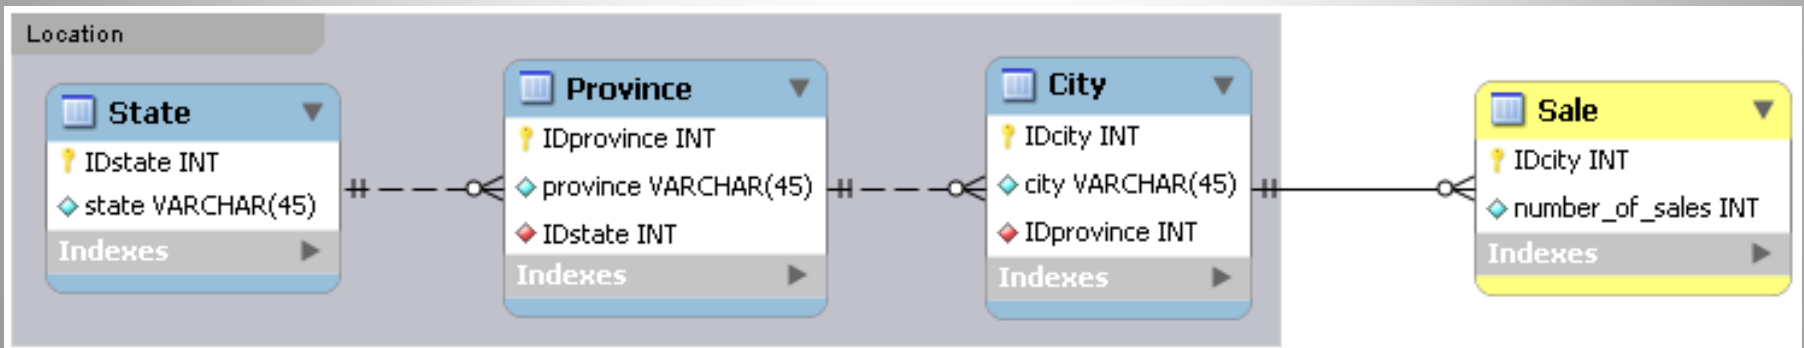 Location
State
IDstate INT
state VARCHAR(45)
Indexes
Province
IDprovince INT
province VARCHAR(45)
IDstate INT
Indexes
City
IDcity INT
city VARCHAR(45)
IDprovince INT
Indexes
Sale
IDcity INT
number_of_sales INT
Indexes